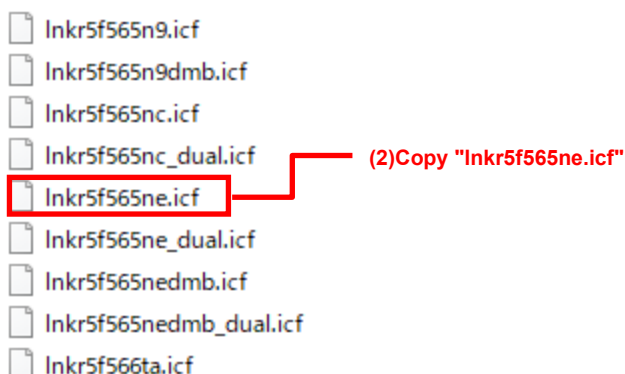 lnkr5f565n9.icf
lnkr5f565n9dmb.icf
lnkr5f565nc.icf
lnkr5f565nc_dual.icf
(2)Copy "lnkr5f565ne.icf"
lnkr5f565ne.icf
lnkr5f565ne_dual.icf
lnkr5f565nedmb.icf
lnkr5f565nedmb_dual.icf
lnkr5f566ta.icf